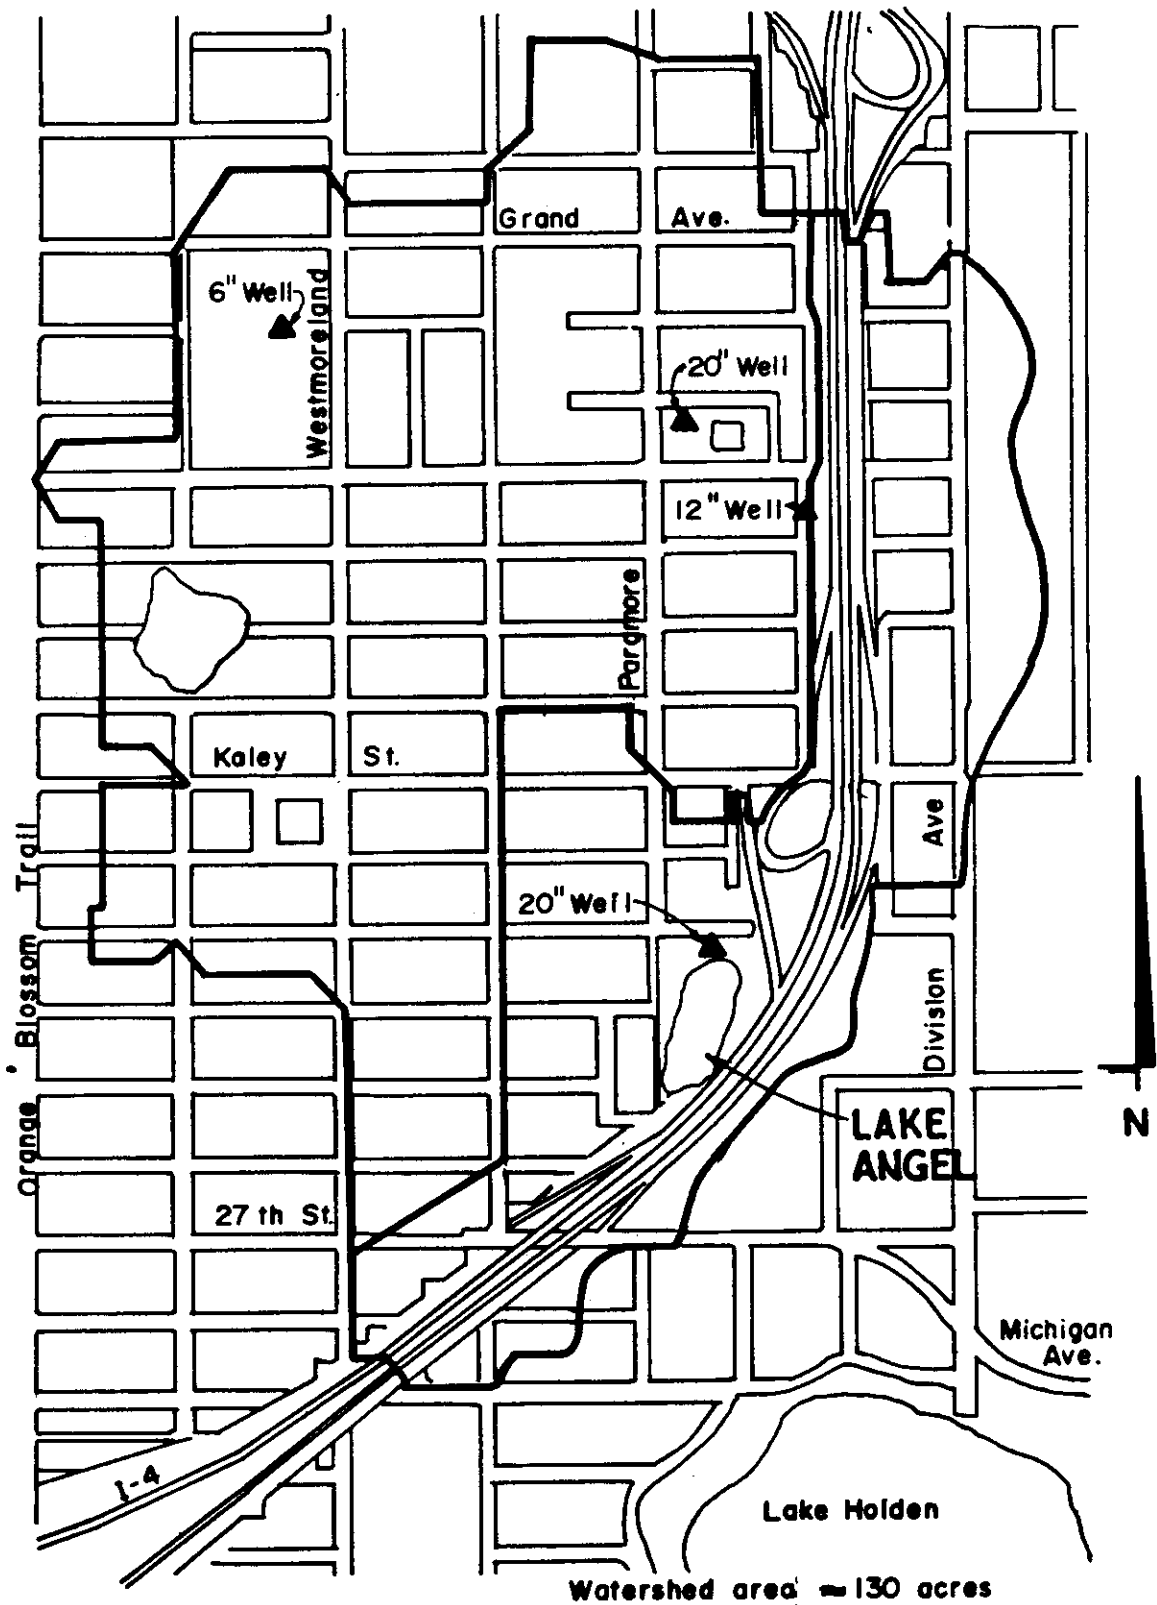 Grand Ave.
6" Well
Westmoreland
20" Well
12" Well
Paramore
Kaley St.
Orange Blossom Trail
Ave
Division
20" Well
LAKE
ANGEL
N
27 th St.
Michigan
Ave.
I-4
Lake Holden
Watershed area ≈ 130 acres